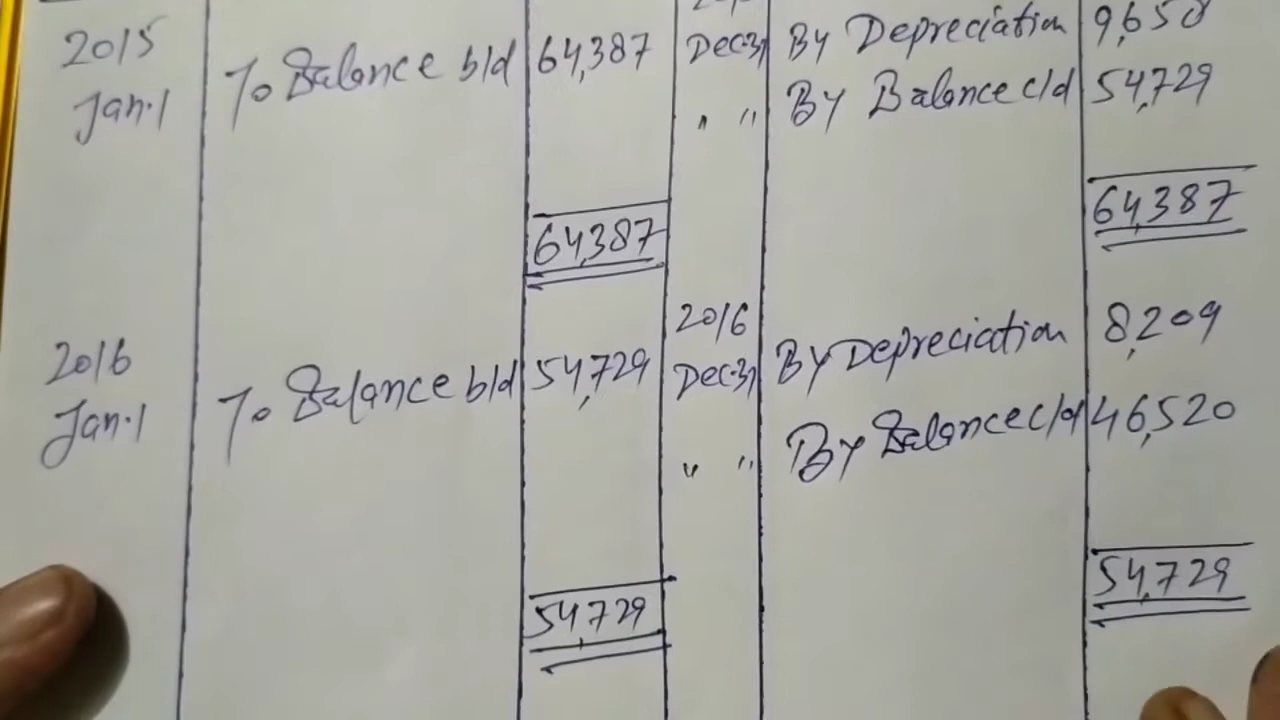 2015 To Balance b/d 64,387 Dec.31 By Depreciation 9,658
Jan.1 " " By Balance c/d 54,729
64,387 64,387
2016 To Balance b/d 54,729 2016 Dec.31 By Depreciation 8,209
Jan.1 " " By Balance c/d 46,520
54,729 54,729